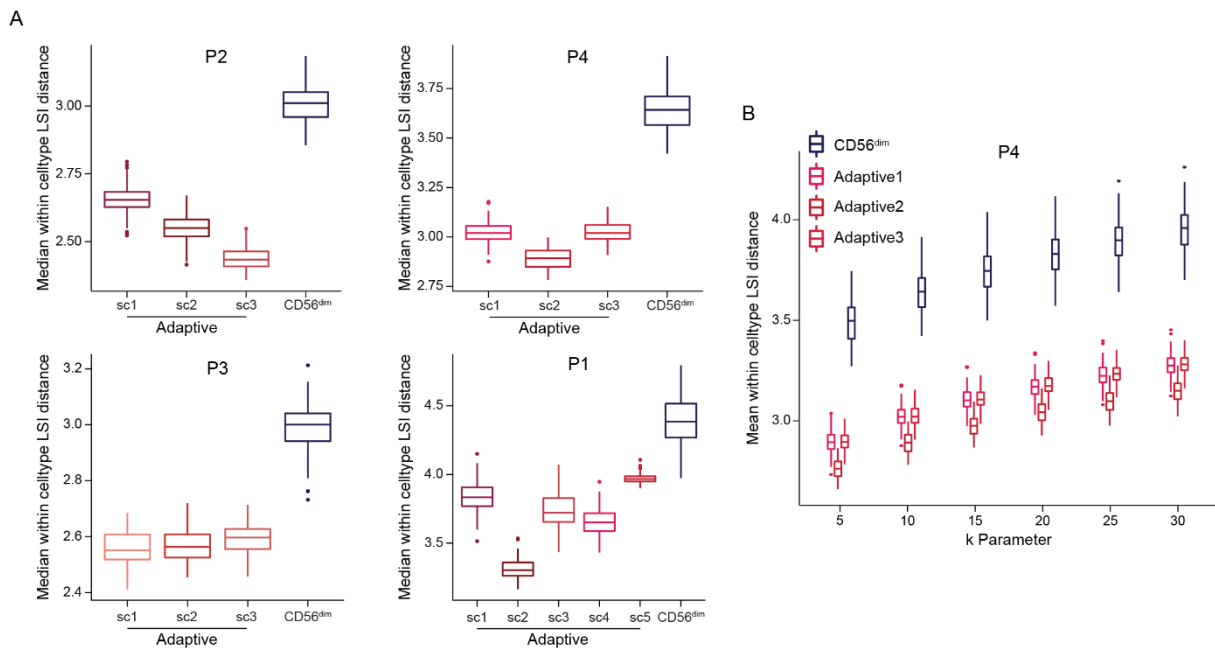 A
P2
Median within celltype LSI distance
3.00
2.75
2.50
sc1 sc2 sc3 CD56dim
Adaptive
P4
Median within celltype LSI distance
3.75
3.50
3.25
3.00
2.75
sc1 sc2 sc3 CD56dim
Adaptive
P3
Median within celltype LSI distance
3.2
3.0
2.8
2.6
2.4
sc1 sc2 sc3 CD56dim
Adaptive
P1
Median within celltype LSI distance
4.5
4.0
3.5
sc1 sc2 sc3 sc4 sc5 CD56dim
Adaptive
B
P4
CD56dim
Adaptive1
Adaptive2
Adaptive3
Mean within celltype LSI distance
4.0
3.5
3.0
5 10 15 20 25 30
k Parameter